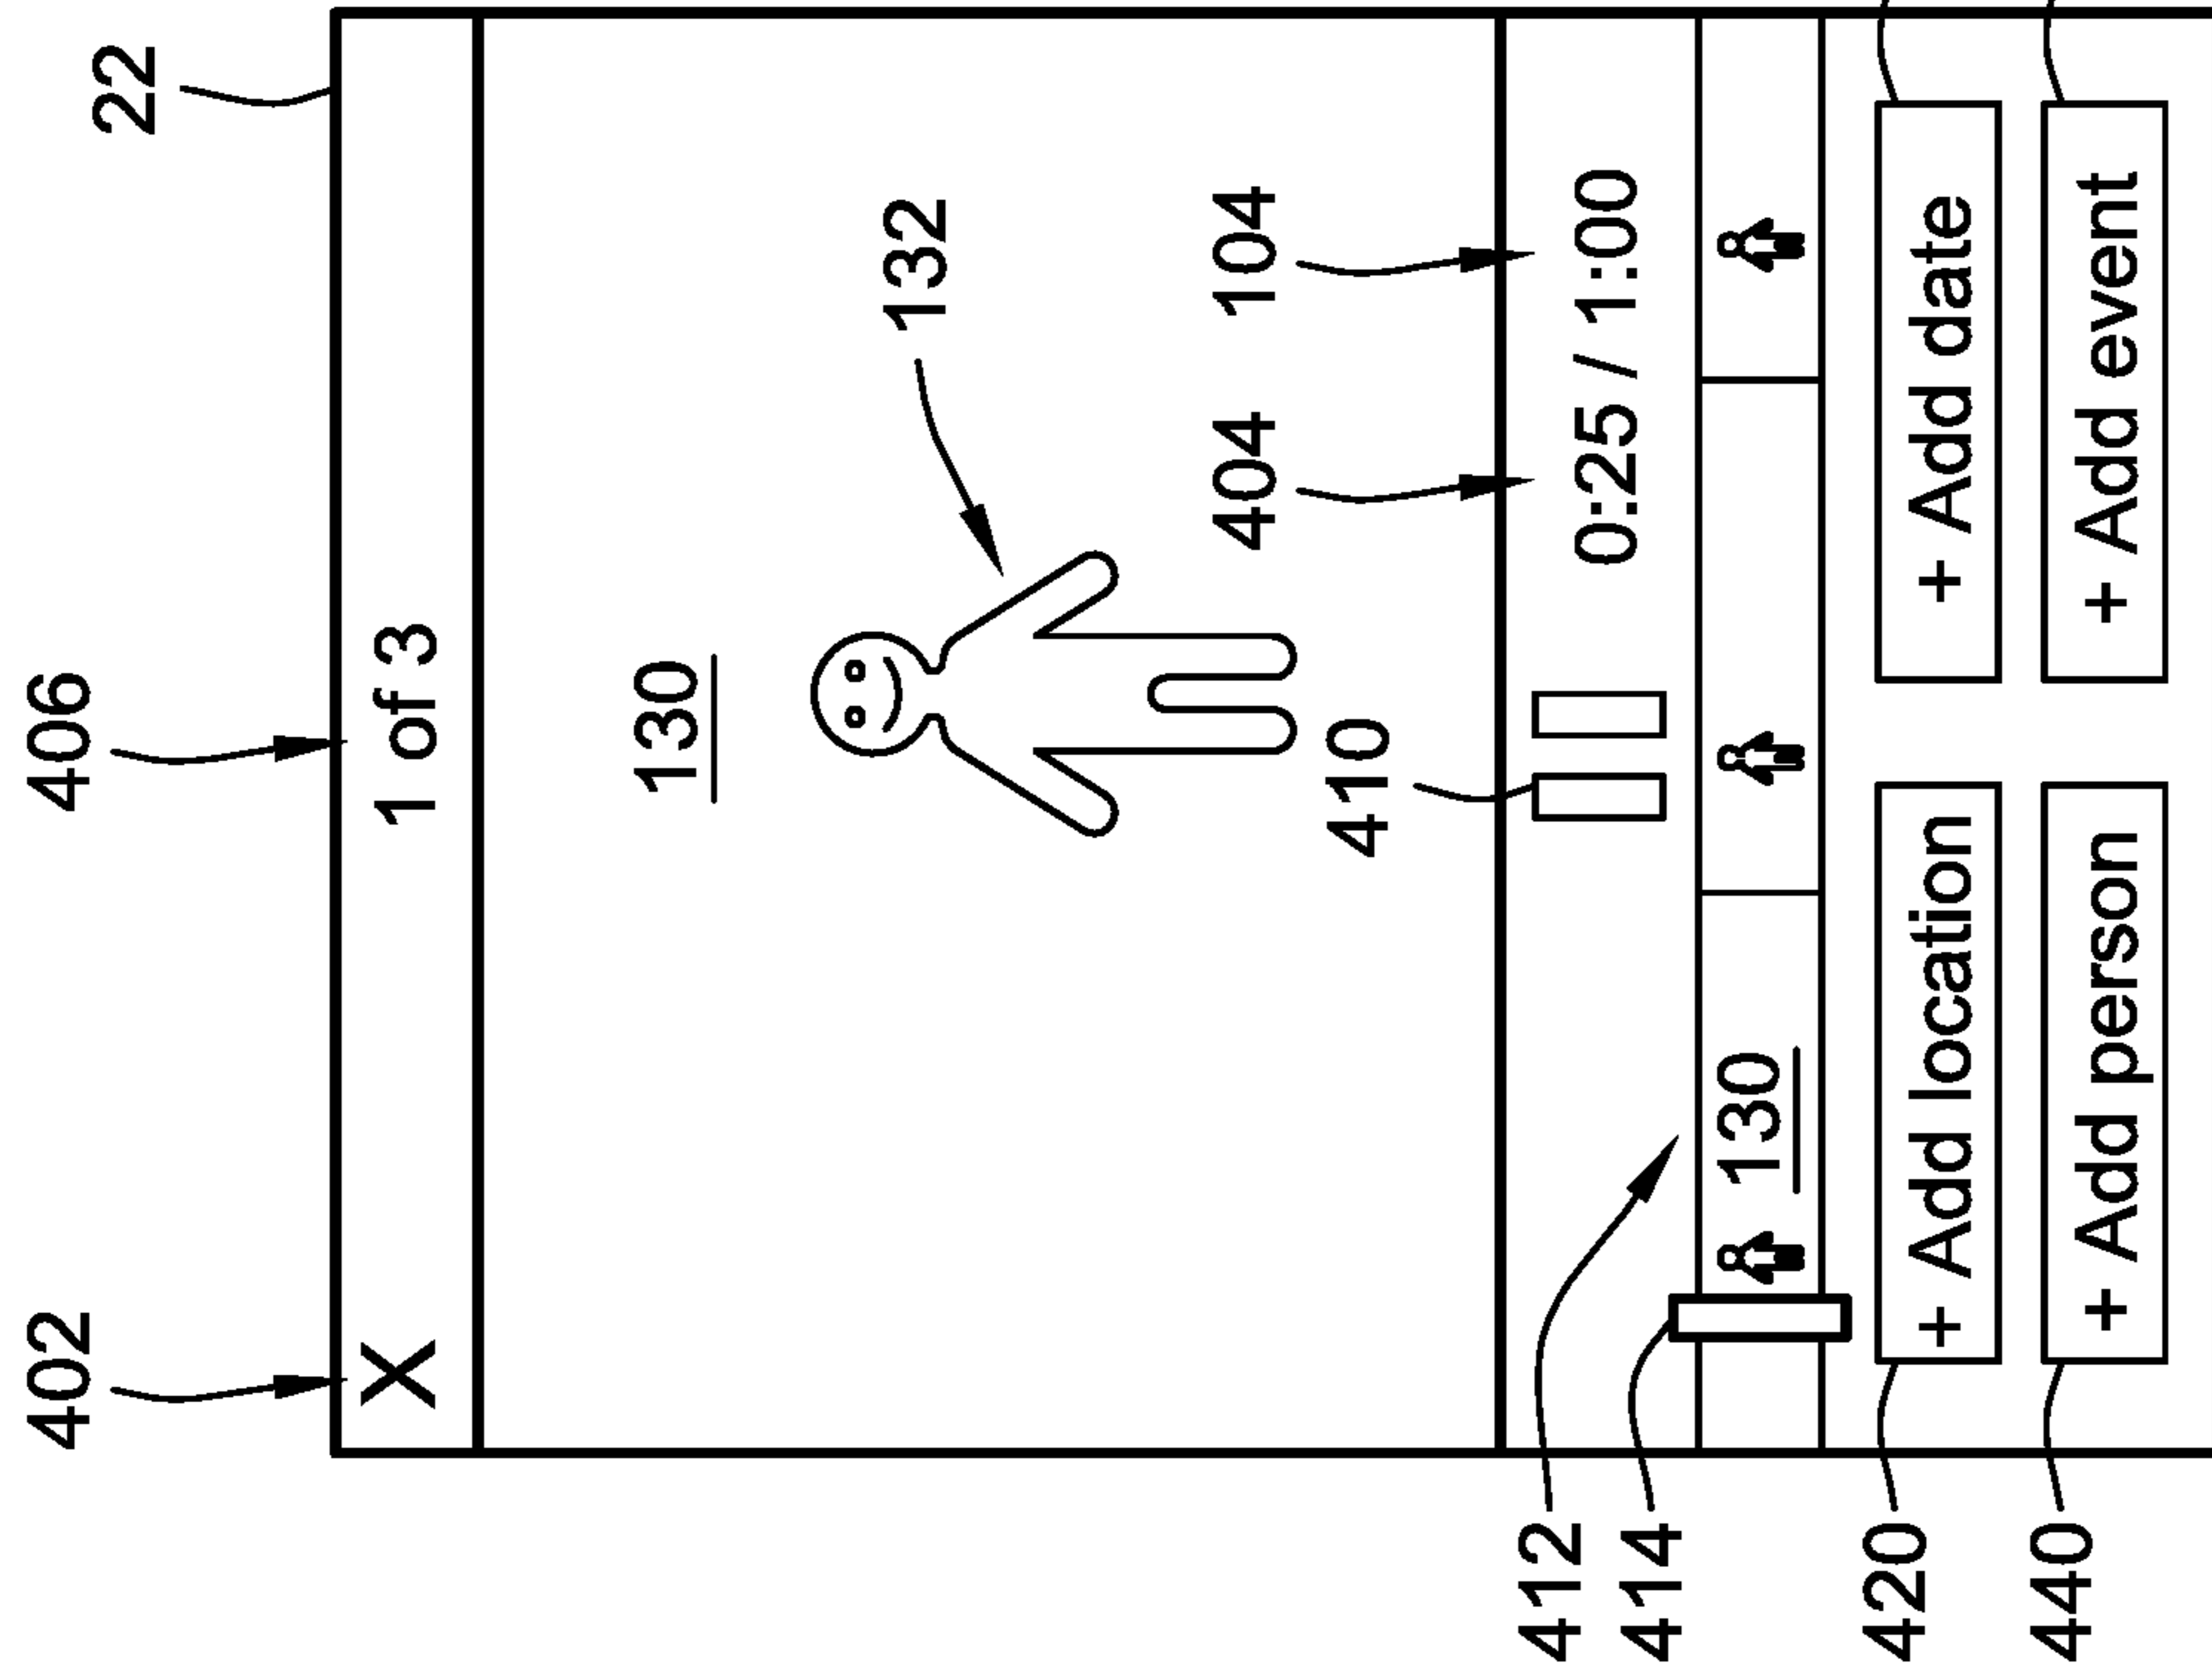 402 406
22
X 1 of 3
130
132
404 104
410
412 0:25 / 1:00
414
130
420 + Add location + Add date
440 + Add person + Add event